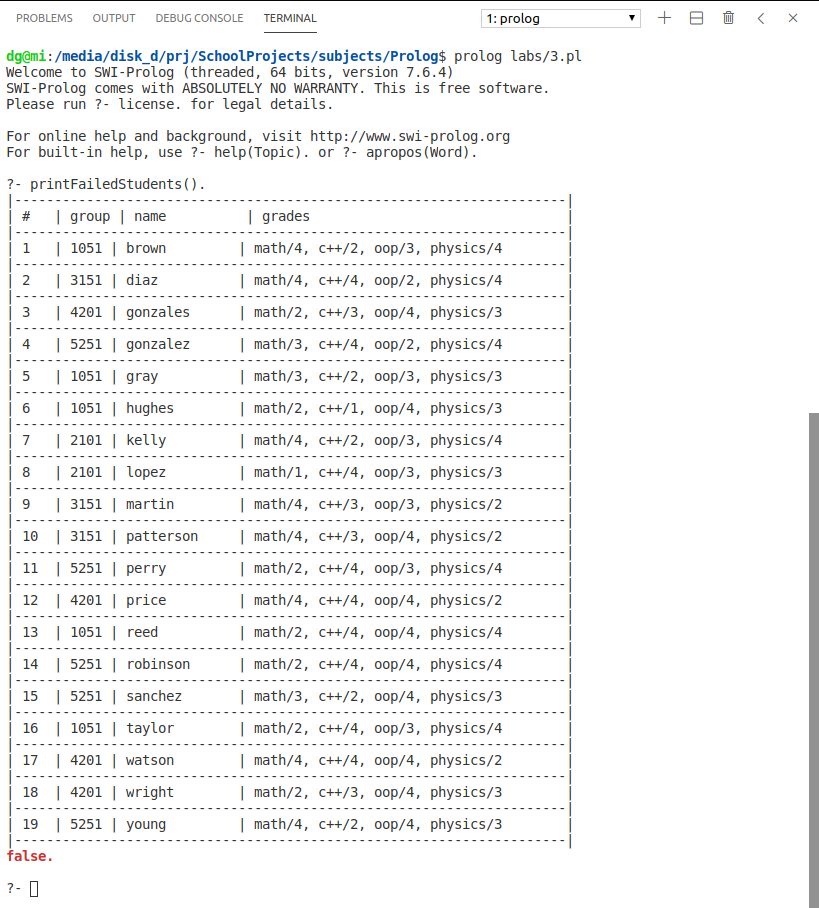 PROBLEMS OUTPUT DEBUG CONSOLE TERMINAL 1: prolog
dg@mi:/media/disk_d/prj/SchoolProjects/subjects/Prolog$ prolog labs/3.pl
Welcome to SWI-Prolog (threaded, 64 bits, version 7.6.4)
SWI-Prolog comes with ABSOLUTELY NO WARRANTY. This is free software.
Please run ?- license. for legal details.
For online help and background, visit http://www.swi-prolog.org
For built-in help, use ?- help(Topic). or ?- apropos(Word).
?- printFailedStudents().
|---------------------------------------------------------------------|
| #   | group | name          | grades                                |
|---------------------------------------------------------------------|
| 1   | 1051 | brown         | math/4, c++/2, oop/3, physics/4        |
|---------------------------------------------------------------------|
| 2   | 3151 | diaz          | math/4, c++/4, oop/2, physics/4        |
|---------------------------------------------------------------------|
| 3   | 4201 | gonzales      | math/2, c++/3, oop/4, physics/3        |
|---------------------------------------------------------------------|
| 4   | 5251 | gonzalez      | math/3, c++/4, oop/2, physics/4        |
|---------------------------------------------------------------------|
| 5   | 1051 | gray          | math/3, c++/2, oop/3, physics/3        |
|---------------------------------------------------------------------|
| 6   | 1051 | hughes        | math/2, c++/1, oop/4, physics/3        |
|---------------------------------------------------------------------|
| 7   | 2101 | kelly         | math/4, c++/2, oop/3, physics/4        |
|---------------------------------------------------------------------|
| 8   | 2101 | lopez         | math/1, c++/4, oop/3, physics/3        |
|---------------------------------------------------------------------|
| 9   | 3151 | martin        | math/4, c++/3, oop/3, physics/2        |
|---------------------------------------------------------------------|
| 10  | 3151 | patterson     | math/4, c++/3, oop/4, physics/2        |
|---------------------------------------------------------------------|
| 11  | 5251 | perry         | math/2, c++/4, oop/3, physics/4        |
|---------------------------------------------------------------------|
| 12  | 4201 | price         | math/4, c++/4, oop/4, physics/2        |
|---------------------------------------------------------------------|
| 13  | 1051 | reed          | math/2, c++/4, oop/4, physics/4        |
|---------------------------------------------------------------------|
| 14  | 5251 | robinson      | math/2, c++/4, oop/4, physics/4        |
|---------------------------------------------------------------------|
| 15  | 5251 | sanchez       | math/3, c++/2, oop/4, physics/3        |
|---------------------------------------------------------------------|
| 16  | 1051 | taylor        | math/2, c++/4, oop/3, physics/4        |
|---------------------------------------------------------------------|
| 17  | 4201 | watson        | math/4, c++/4, oop/4, physics/2        |
|---------------------------------------------------------------------|
| 18  | 4201 | wright        | math/2, c++/3, oop/4, physics/3        |
|---------------------------------------------------------------------|
| 19  | 5251 | young         | math/4, c++/2, oop/4, physics/3        |
|---------------------------------------------------------------------|
false.
?-